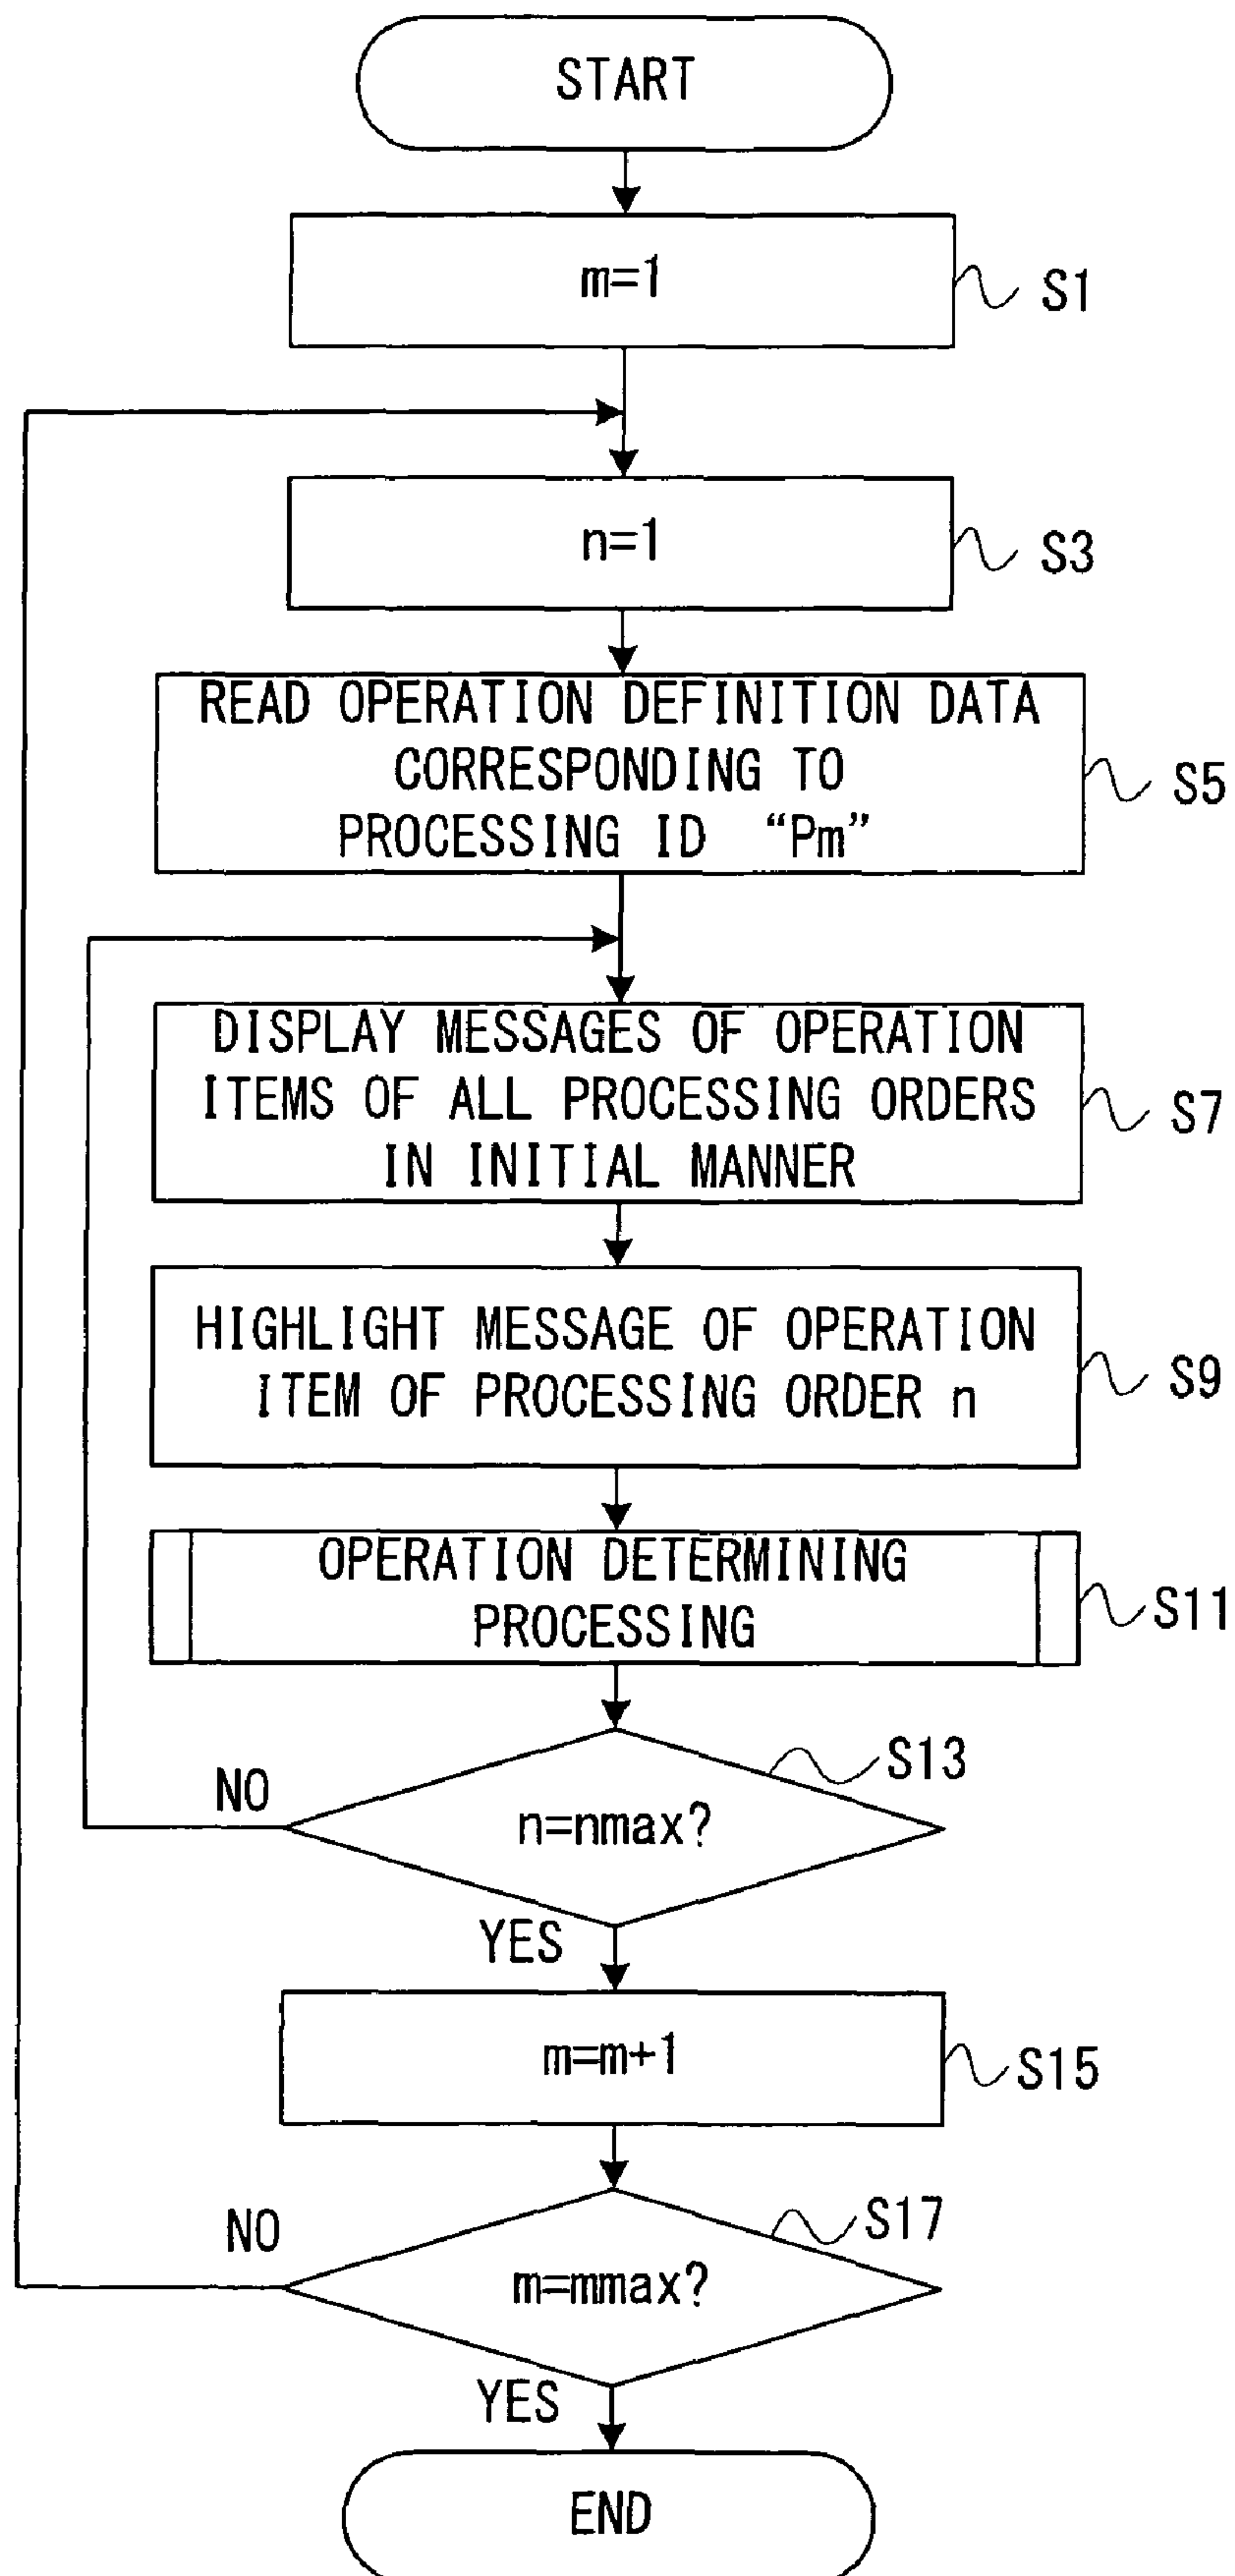 START
m=1
S1
n=1
S3
READ OPERATION DEFINITION DATA
CORRESPONDING TO
PROCESSING ID “Pm”
S5
DISPLAY MESSAGES OF OPERATION
ITEMS OF ALL PROCESSING ORDERS
IN INITIAL MANNER
S7
HIGHLIGHT MESSAGE OF OPERATION
ITEM OF PROCESSING ORDER n
S9
OPERATION DETERMINING
PROCESSING
S11
S13
NO
n=nmax?
YES
m=m+1
S15
S17
NO
m=mmax?
YES
END